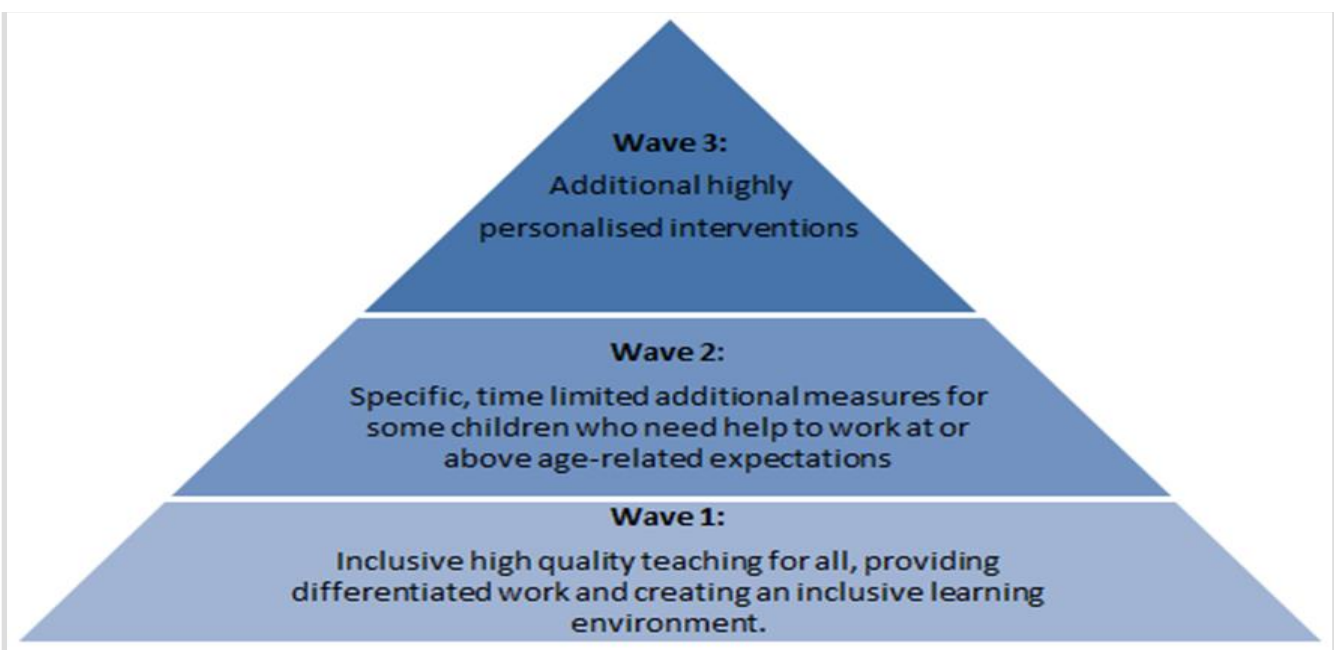 Wave 3:
Additional highly
personalised interventions
Wave 2:
Specific, time limited additional measures for
some children who need help to work at or
above age-related expectations
Wave 1:
Inclusive high quality teaching for all, providing
differentiated work and creating an inclusive learning
environment.